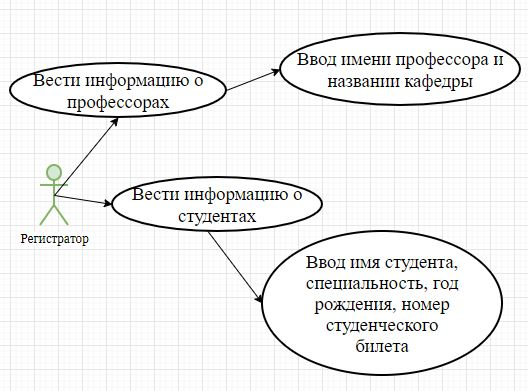 Ввод имени профессора и
названии кафедры
Вести информацию о
профессорах
Вести информацию о
студентах
Регистратор
Ввод имя студента,
специальность, год
рождения, номер
студенческого
билета